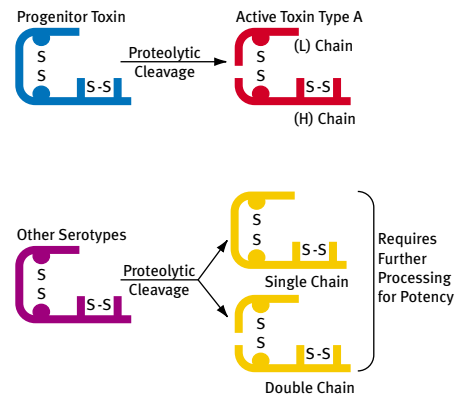 Progenitor Toxin
S
S
S-S
Proteolytic
Cleavage
Active Toxin Type A
(L) Chain
S
S
S-S
(H) Chain
Other Serotypes
S
S
S-S
Proteolytic
Cleavage
S
S
S-S
Single Chain
S
S
S-S
Double Chain
Requires
Further
Processing
for Potency